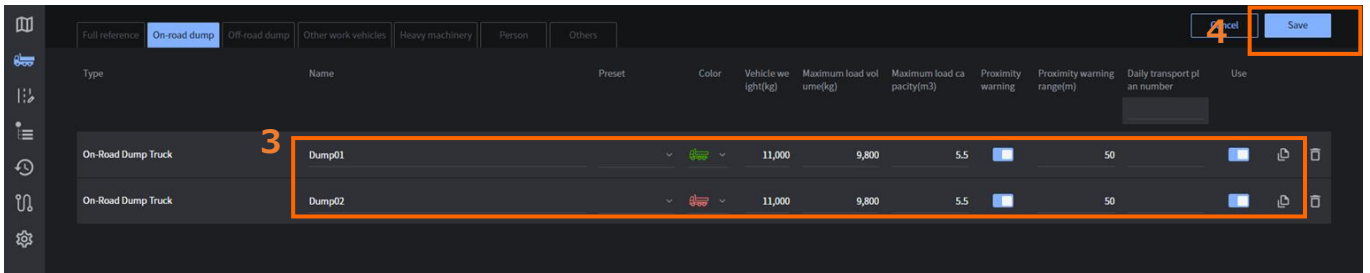 Full reference On-road dump Off-road dump Other work vehicles Heavy machinery Person Others Cancel 4 Save
Type Name Preset Color Vehicle we Maximum load vol Maximum load ca Proximity Proximity warning Daily transport pl Use
ight(kg) ume(kg) pacity(m3) warning range(m) an number
3
On-Road Dump Truck Dump01 11,000 9,800 5.5 50
On-Road Dump Truck Dump02 11,000 9,800 5.5 50